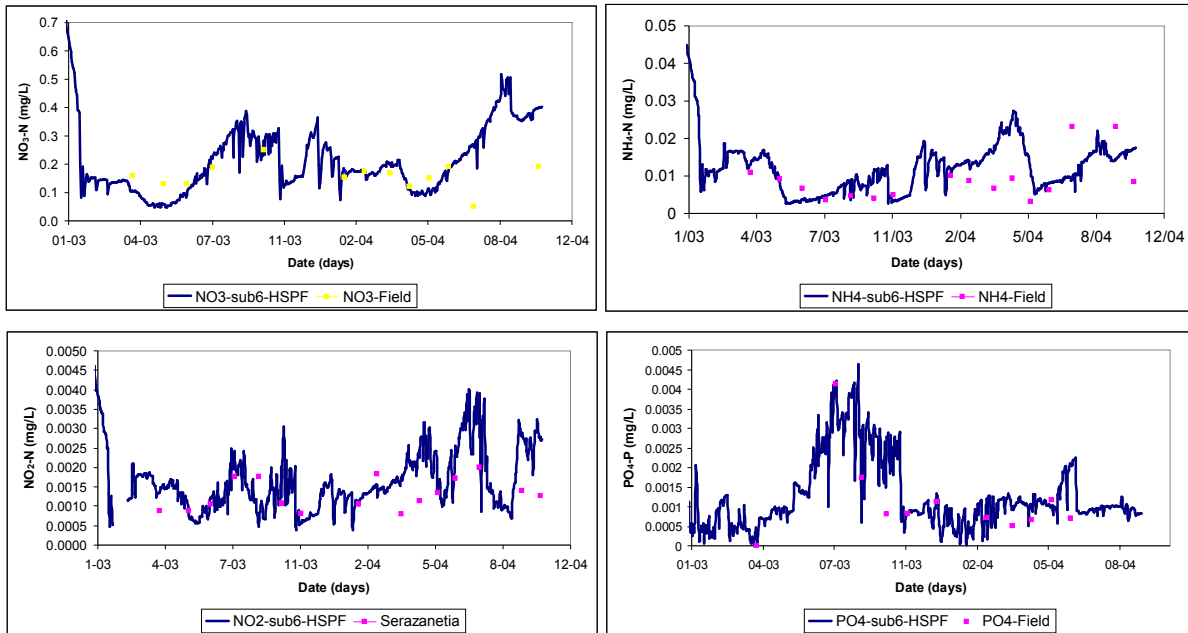 0.7
0.6
0.5
0.4
0.3
0.2
0.1
0.0
NO3-N (mg/L)
01-03 04-03 07-03 11-03 02-04 05-04 08-04 12-04
Date (days)
NO3-sub6-HSPF NO3-Field
0.05
0.04
0.03
0.02
0.01
0
NH4-N (mg/L)
1/03 4/03 7/03 11/03 2/04 5/04 8/04 12/04
Date (days)
NH4-sub6-HSPF NH4-Field
0.0050
0.0045
0.0040
0.0035
0.0030
0.0025
0.0020
0.0015
0.0010
0.0005
0.0000
NO2-N (mg/L)
1-03 4-03 7-03 11-03 2-04 5-04 8-04 12-04
Date (days)
NO2-sub6-HSPF Serazanetia
0.005
0.0045
0.004
0.0035
0.003
0.0025
0.002
0.0015
0.001
0.0005
0
PO4-P (mg/L)
01-03 04-03 07-03 11-03 02-04 05-04 08-04
Date (days)
PO4-sub6-HSPF PO4-Field